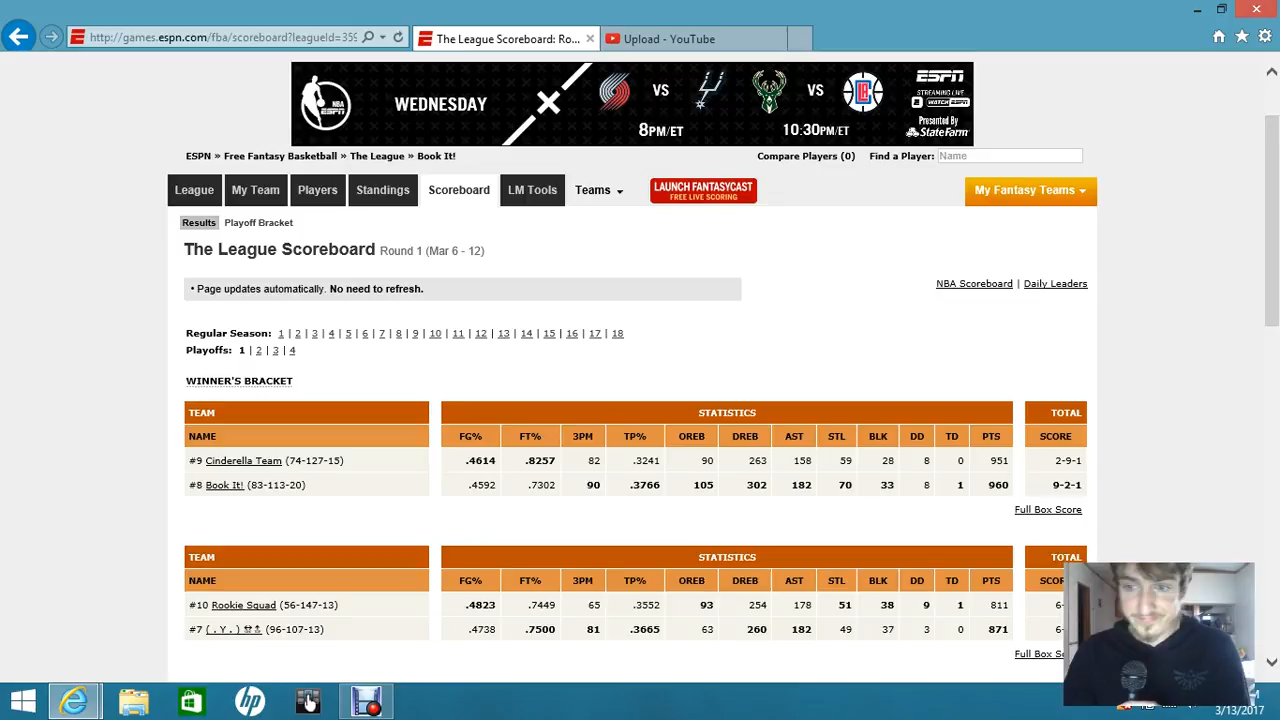 http://games.espn.com/fba/scoreboard?leagueId=359
The League Scoreboard: Ro...
Upload - YouTube
NBA
ESPN
WEDNESDAY
VS
VS
8PM/ET
10:30PM/ET
ESPN
STREAMING LIVE
WATCH ESPN
Presented By
StateFarm
ESPN » Free Fantasy Basketball » The League » Book It!
Compare Players (0)
Find a Player: Name
League
My Team
Players
Standings
Scoreboard
LM Tools
Teams
LAUNCH FANTASYCAST
FREE LIVE SCORING
My Fantasy Teams
Results
Playoff Bracket
The League Scoreboard Round 1 (Mar 6 - 12)
• Page updates automatically. No need to refresh.
NBA Scoreboard | Daily Leaders
Regular Season: 1 | 2 | 3 | 4 | 5 | 6 | 7 | 8 | 9 | 10 | 11 | 12 | 13 | 14 | 15 | 16 | 17 | 18
Playoffs: 1 | 2 | 3 | 4
WINNER'S BRACKET
TEAM STATISTICS TOTAL
NAME FG% FT% 3PM TP% OREB DREB AST STL BLK DD TD PTS SCORE
#9 Cinderella Team (74-127-15) .4614 .8257 82 .3241 90 263 158 59 28 8 0 951 2-9-1
#8 Book It! (83-113-20) .4592 .7302 90 .3766 105 302 182 70 33 8 1 960 9-2-1
Full Box Score
TEAM STATISTICS TOTAL
NAME FG% FT% 3PM TP% OREB DREB AST STL BLK DD TD PTS SCO
#10 Rookie Squad (56-147-13) .4823 .7449 65 .3552 93 254 178 51 38 9 1 811 6-
#7 ( . Y . ) (96-107-13) .4738 .7500 81 .3665 63 260 182 49 37 3 0 871 6-
Full Box Sc
3/13/2017